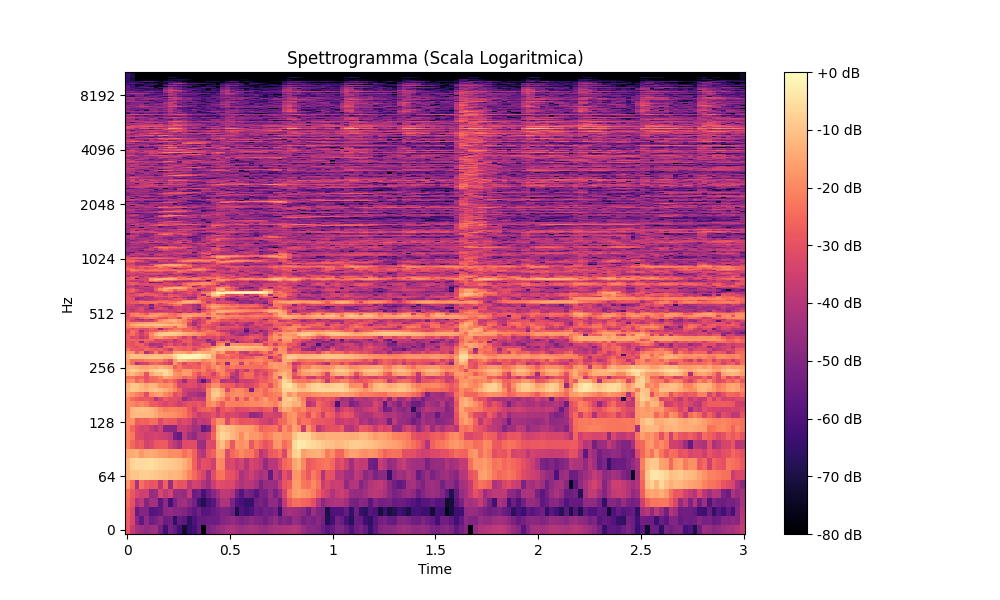 Spettrogramma (Scala Logaritmica)
Hz
8192
4096
2048
1024
512
256
128
64
0
0
0.5
1
1.5
2
2.5
3
Time
+0 dB
-10 dB
-20 dB
-30 dB
-40 dB
-50 dB
-60 dB
-70 dB
-80 dB